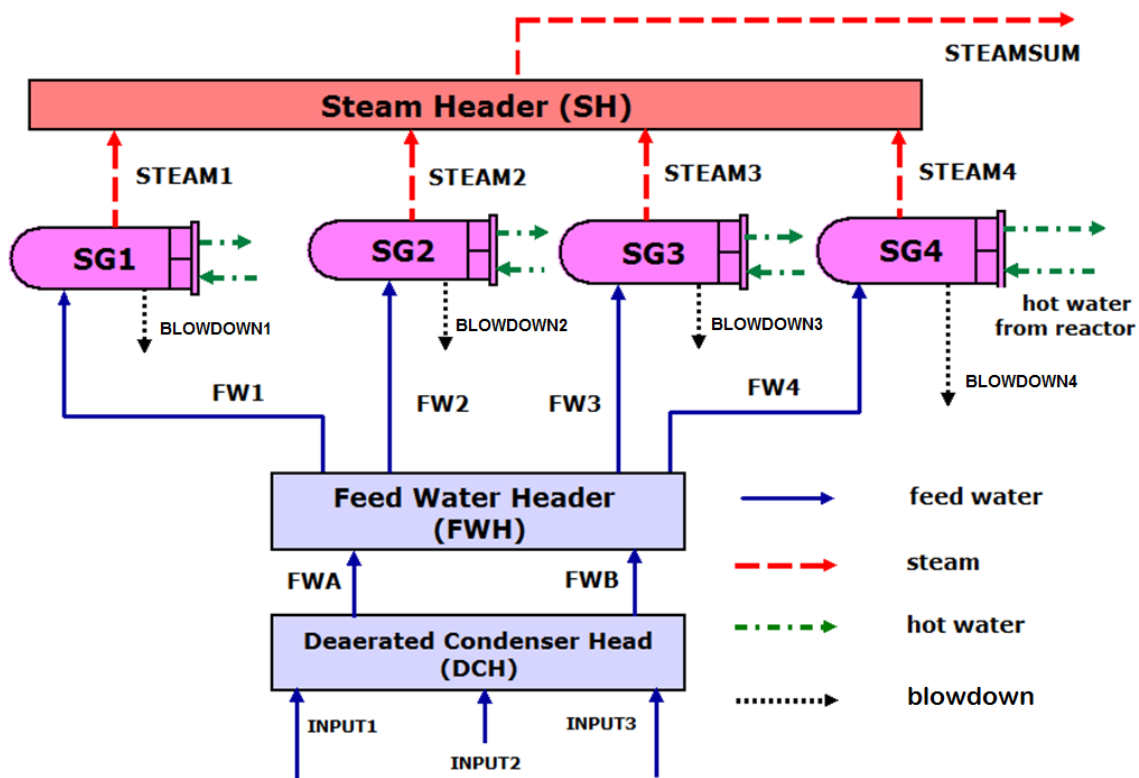 STEAMSUM
Steam Header (SH)
STEAM1
STEAM2
STEAM3
STEAM4
SG1
SG2
SG3
SG4
hot water
from reactor
BLOWDOWN1
BLOWDOWN2
BLOWDOWN3
BLOWDOWN4
FW1
FW2
FW3
FW4
Feed Water Header
(FWH)
feed water
steam
FWA
FWB
hot water
Deaerated Condenser Head
(DCH)
blowdown
INPUT1
INPUT2
INPUT3